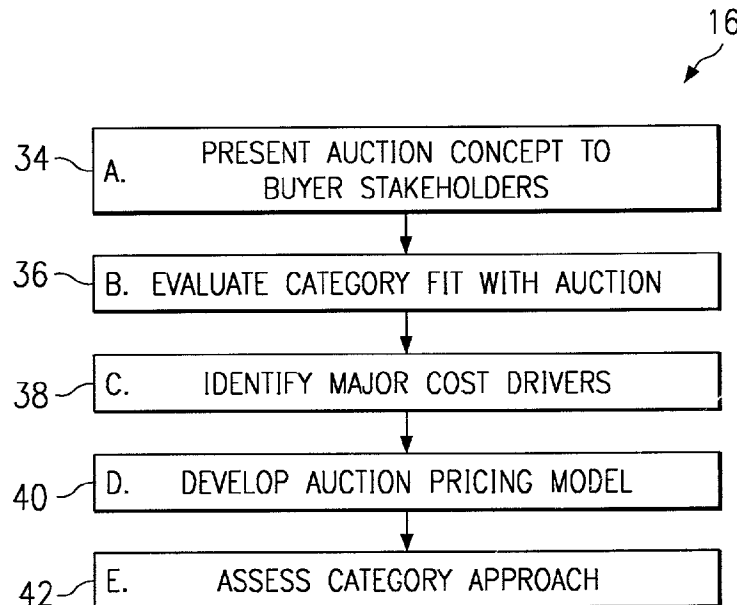 16
34
A. PRESENT AUCTION CONCEPT TO
BUYER STAKEHOLDERS
36
B. EVALUATE CATEGORY FIT WITH AUCTION
38
C. IDENTIFY MAJOR COST DRIVERS
40
D. DEVELOP AUCTION PRICING MODEL
42
E. ASSESS CATEGORY APPROACH